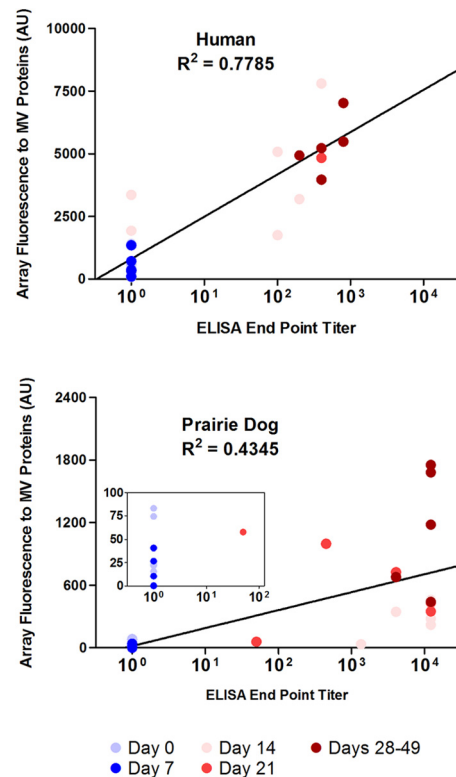 Human
R² = 0.7785
Array Fluorescence to MV Proteins (AU)
10000
7500
5000
2500
0
10⁰ 10¹ 10² 10³ 10⁴
ELISA End Point Titer
Prairie Dog
R² = 0.4345
Array Fluorescence to MV Proteins (AU)
2400
1800
1200
600
0
100
75
50
25
0
10⁰ 10¹ 10²
10⁰ 10¹ 10² 10³ 10⁴
ELISA End Point Titer
Day 0 Day 14 Days 28-49
Day 7 Day 21